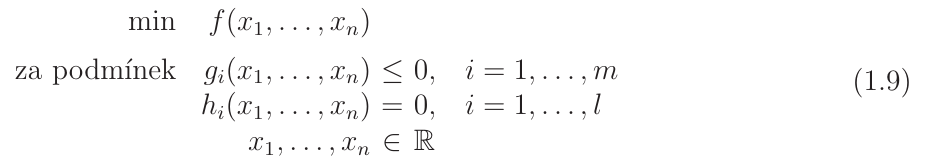 min f(x₁, . . . , xₙ)
za podmínek gᵢ(x₁, . . . , xₙ) ≤ 0, i = 1, . . . , m
(1.9)
hᵢ(x₁, . . . , xₙ) = 0, i = 1, . . . , l
x₁, . . . , xₙ ∈ ℝ